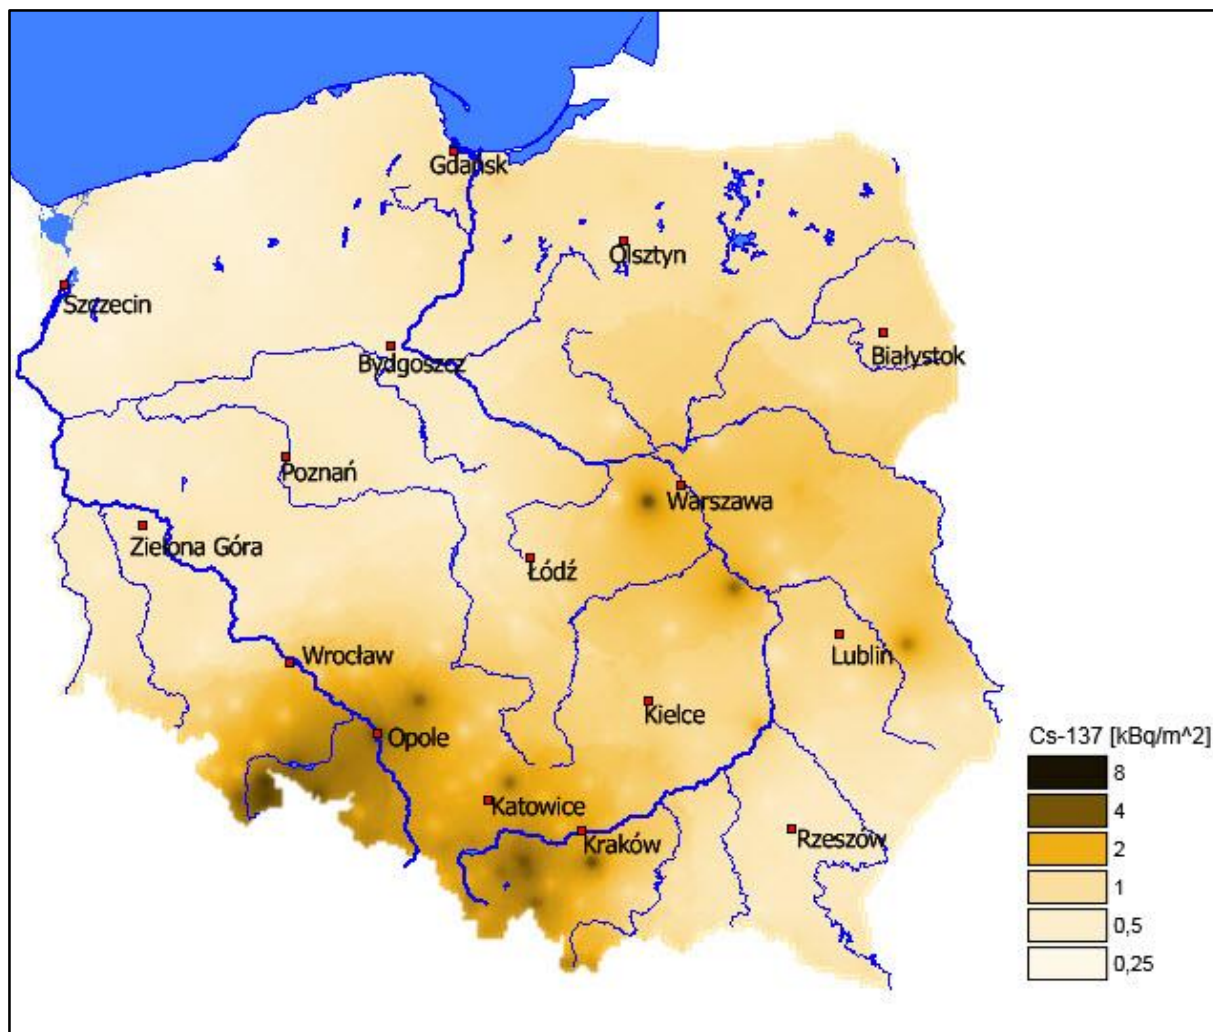 Gdańsk
Olsztyn
Szczecin
Białystok
Bydgoszcz
Poznań
Warszawa
Zielona Góra
Łódź
Lublin
Wrocław
Kielce
Opole
Katowice
Kraków
Rzeszów
Cs-137 [kBq/m^2]
8
4
2
1
0,5
0,25